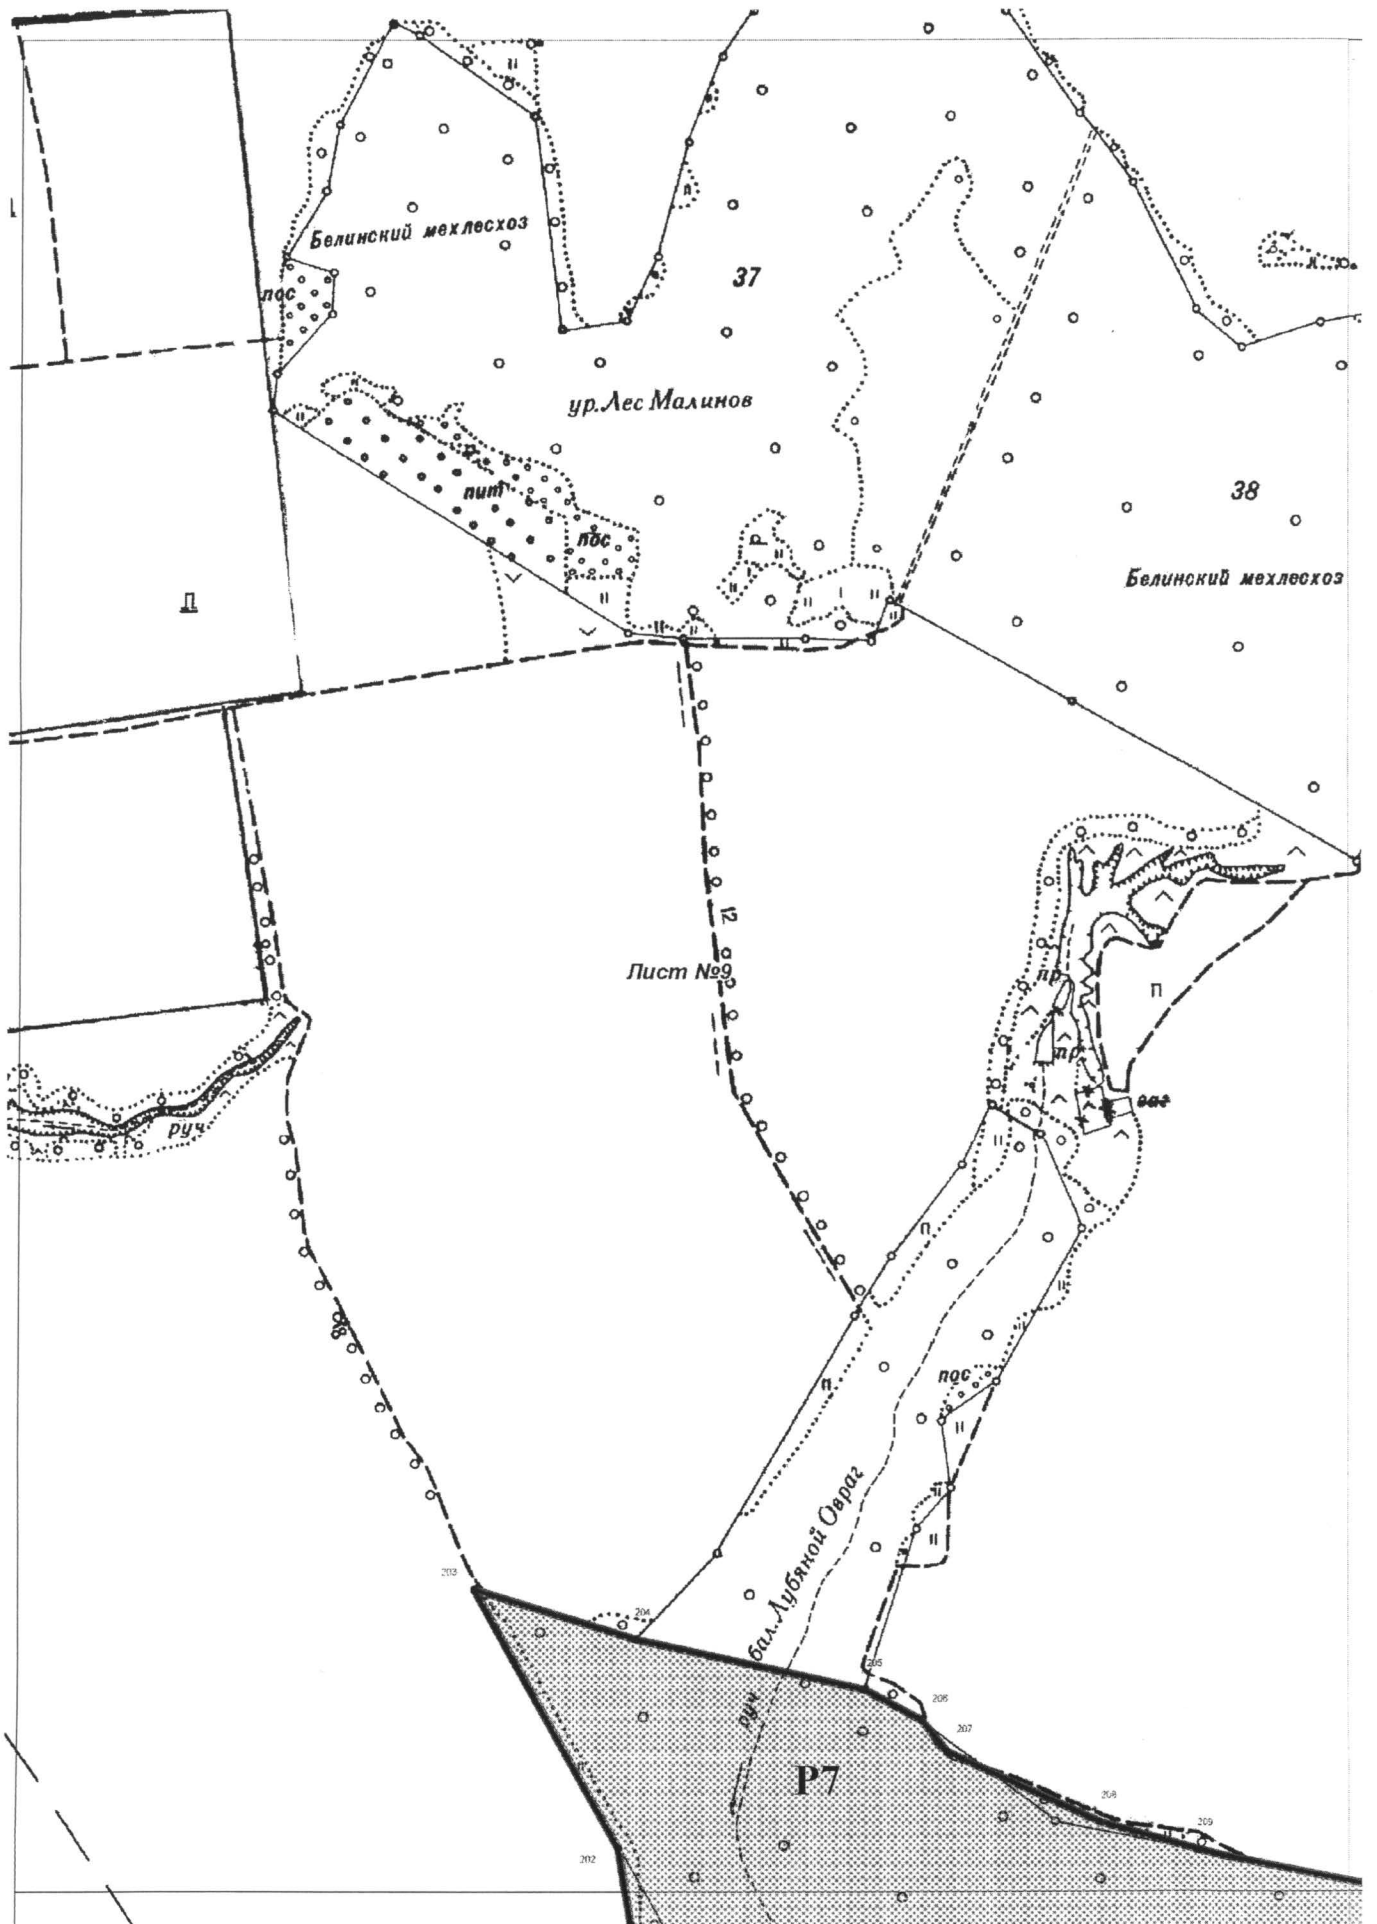 Белинский мехлесхоз
37
пос
ур.Лес Малинов
38
пит
пос
Белинский мехлесхоз
Д
12
Лист №9
пр
П
пр
заг
руч
П
пос
п
бал. Лубяной Овраг
203
204
205
206
руч
207
Р7
208
209
202